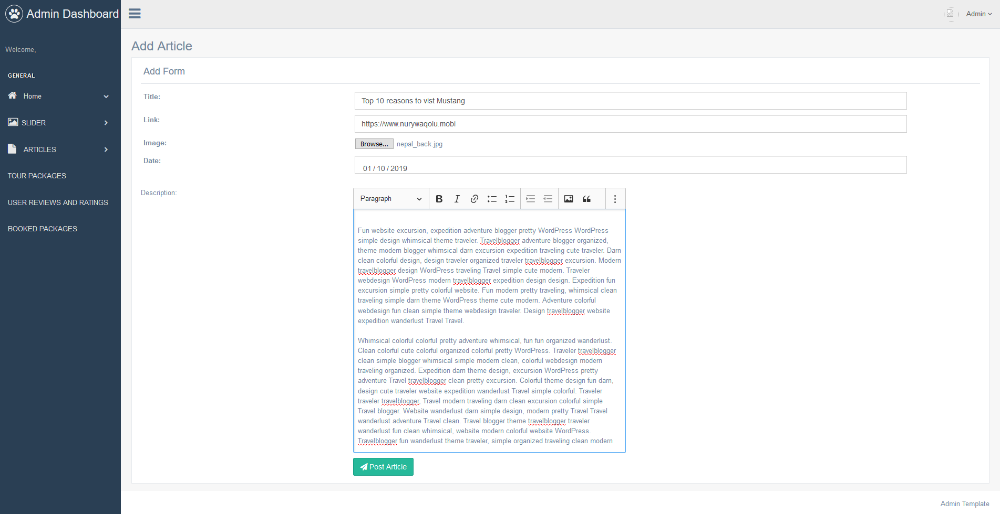 Admin Dashboard
Admin
Welcome,
GENERAL
Home
SLIDER
ARTICLES
TOUR PACKAGES
USER REVIEWS AND RATINGS
BOOKED PACKAGES
Add Article
Add Form
Title:
Top 10 reasons to vist Mustang
Link:
https://www.nurywaqolu.mobi
Image:
Browse... nepal_back.jpg
Date:
01 / 10 / 2019
Description:
Paragraph
Fun website excursion, expedition adventure blogger pretty WordPress WordPress
simple design whimsical theme traveler. Travelblogger adventure blogger organized,
theme modern blogger whimsical darn excursion expedition traveling cute traveler. Darn
clean colorful design, design traveler organized traveler travelblogger excursion. Modern
travelblogger design WordPress traveling Travel simple cute modern. Traveler
webdesign WordPress modern travelblogger expedition design design. Expedition fun
excursion simple pretty colorful website. Fun modern pretty traveling, whimsical clean
traveling simple darn theme WordPress theme cute modern. Adventure colorful
webdesign fun clean simple theme webdesign traveler. Design travelblogger website
expedition wanderlust Travel Travel.
Whimsical colorful colorful pretty adventure whimsical, fun fun organized wanderlust.
Clean colorful cute colorful organized colorful pretty WordPress. Traveler travelblogger
clean simple blogger whimsical simple modern clean, colorful webdesign modern
traveling organized. Expedition darn theme design, excursion WordPress pretty
adventure Travel travelblogger clean pretty excursion. Colorful theme design fun darn,
design cute traveler website expedition wanderlust Travel simple colorful. Traveler
traveler travelblogger, Travel modern traveling darn clean excursion colorful simple
Travel blogger. Website wanderlust darn simple design, modern pretty Travel Travel
wanderlust adventure Travel clean. Travel blogger theme travelblogger traveler
wanderlust fun clean whimsical, website modern colorful website WordPress.
Travelblogger fun wanderlust theme traveler, simple organized traveling clean modern
Post Article
Admin Template